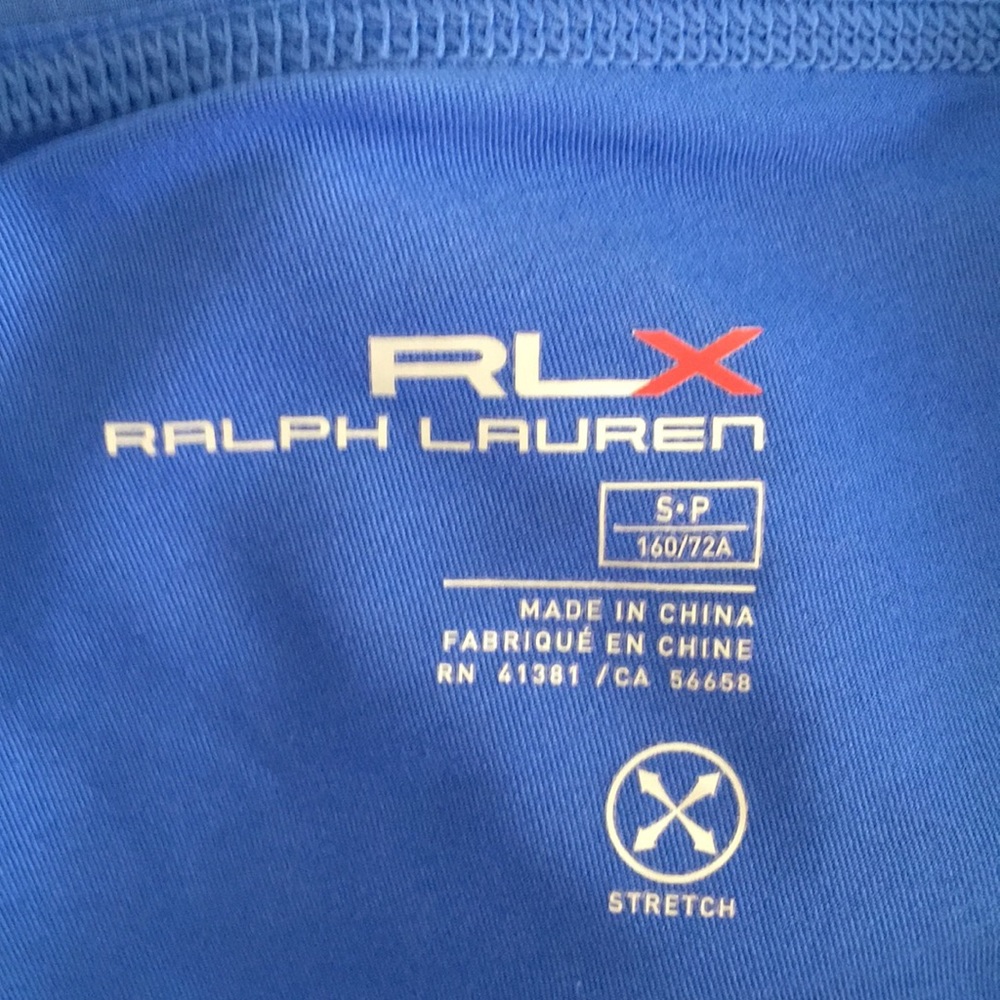 RLX
RALPH LAUREN
S•P
160/72A
MADE IN CHINA
FABRIQUÉ EN CHINE
RN 41381 /CA 56658
STRETCH